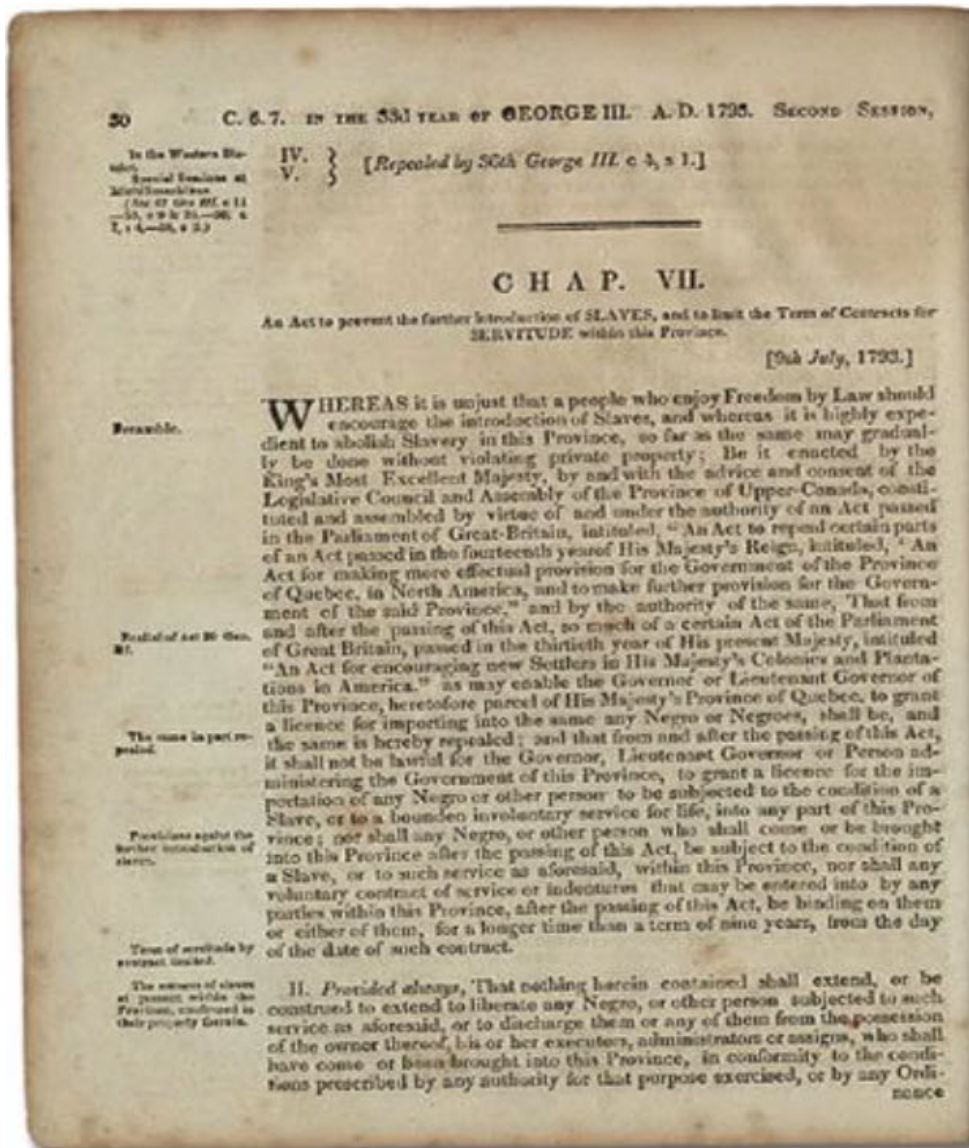 50 C. 6. 7. IN THE 33d YEAR OF GEORGE III. A. D. 1793. SECOND SESSION,
In the Western Dis-
trict.
Special Sessions at
IV.
V.
[Repealed by 36th George III. c 4, s 1.]
CHAP. VII.
An Act to prevent the further introduction of SLAVES, and to limit the Term of Contracts for
SERVITUDE within this Province.
[9th July, 1793.]
Preamble.
WHEREAS it is unjust that a people who enjoy Freedom by Law should
encourage the introduction of Slaves, and whereas it is highly expe-
dient to abolish Slavery in this Province, so far as the same may gradual-
ly be done without violating private property; Be it enacted by the
King's Most Excellent Majesty, by and with the advice and consent of the
Legislative Council and Assembly of the Province of Upper-Canada, consti-
tuted and assembled by virtue of and under the authority of an Act passed
in the Parliament of Great-Britain, intituled, "An Act to repeal certain parts
of an Act passed in the fourteenth year of His Majesty's Reign, intituled, ' An
Act for making more effectual provision for the Government of the Province
of Quebec, in North America, and to make further provision for the Govern-
ment of the said Province." and by the authority of the same, That from
and after the passing of this Act, so much of a certain Act of the Parliament
of Great Britain, passed in the thirtieth year of His present Majesty, intituled
"An Act for encouraging new Settlers in His Majesty's Colonies and Planta-
tions in America." as may enable the Governor or Lieutenant Governor of
this Province, heretofore parcel of His Majesty's Province of Quebec, to grant
a licence for importing into the same any Negro or Negroes, shall be, and
the same is hereby repealed; and that from and after the passing of this Act,
it shall not be lawful for the Governor, Lieutenant Governor or Person ad-
ministering the Government of this Province, to grant a licence for the im-
portation of any Negro or other person to be subjected to the condition of a
Slave, or to a bounden involuntary service for life, into any part of this Pro-
vince; nor shall any Negro, or other person who shall come or be brought
into this Province after the passing of this Act, be subject to the condition of
a Slave, or to such service as aforesaid, within this Province, nor shall any
voluntary contract of service or indentures that may be entered into by any
parties within this Province, after the passing of this Act, be binding on them
or either of them, for a longer time than a term of nine years, from the day
of the date of such contract.
The same in part re-
pealed.
Provisions against the
further introduction of
slaves.
Term of servitude by
contract limited.
The owners of slaves
at present within the
Province, confirmed in
their property therein.
II. Provided always, That nothing herein contained shall extend, or be
construed to extend to liberate any Negro, or other person subjected to such
service as aforesaid, or to discharge them or any of them from the possession
of the owner thereof, his or her executors, administrators or assigns, who shall
have come or been brought into this Province, in conformity to the condi-
tions prescribed by any authority for that purpose exercised, or by any Ordi-
nance